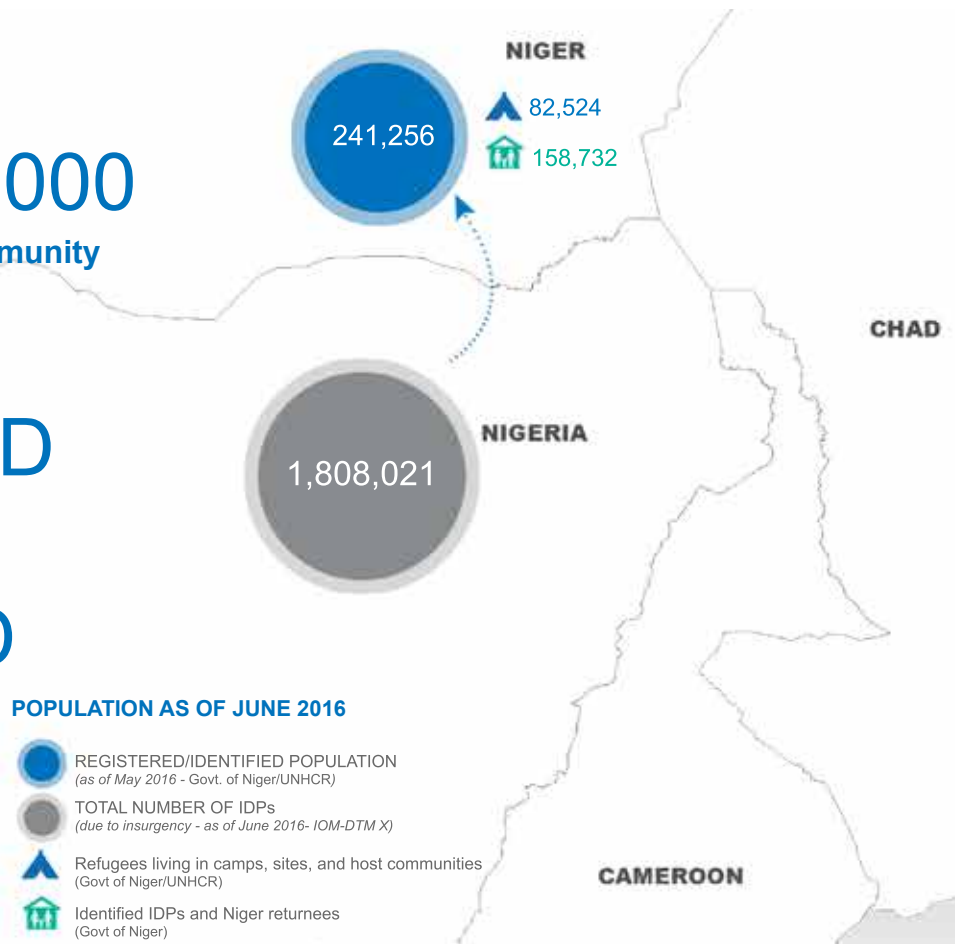 NIGER
82,524
241,256
158,732
000
munity
CHAD
D
NIGERIA
1,808,021
POPULATION AS OF JUNE 2016
REGISTERED/IDENTIFIED POPULATION
(as of May 2016 - Govt. of Niger/UNHCR)
TOTAL NUMBER OF IDPs
(due to insurgency - as of June 2016- IOM-DTM X)
Refugees living in camps, sites, and host communities
(Govt of Niger/UNHCR)
CAMEROON
Identified IDPs and Niger returnees
(Govt of Niger)